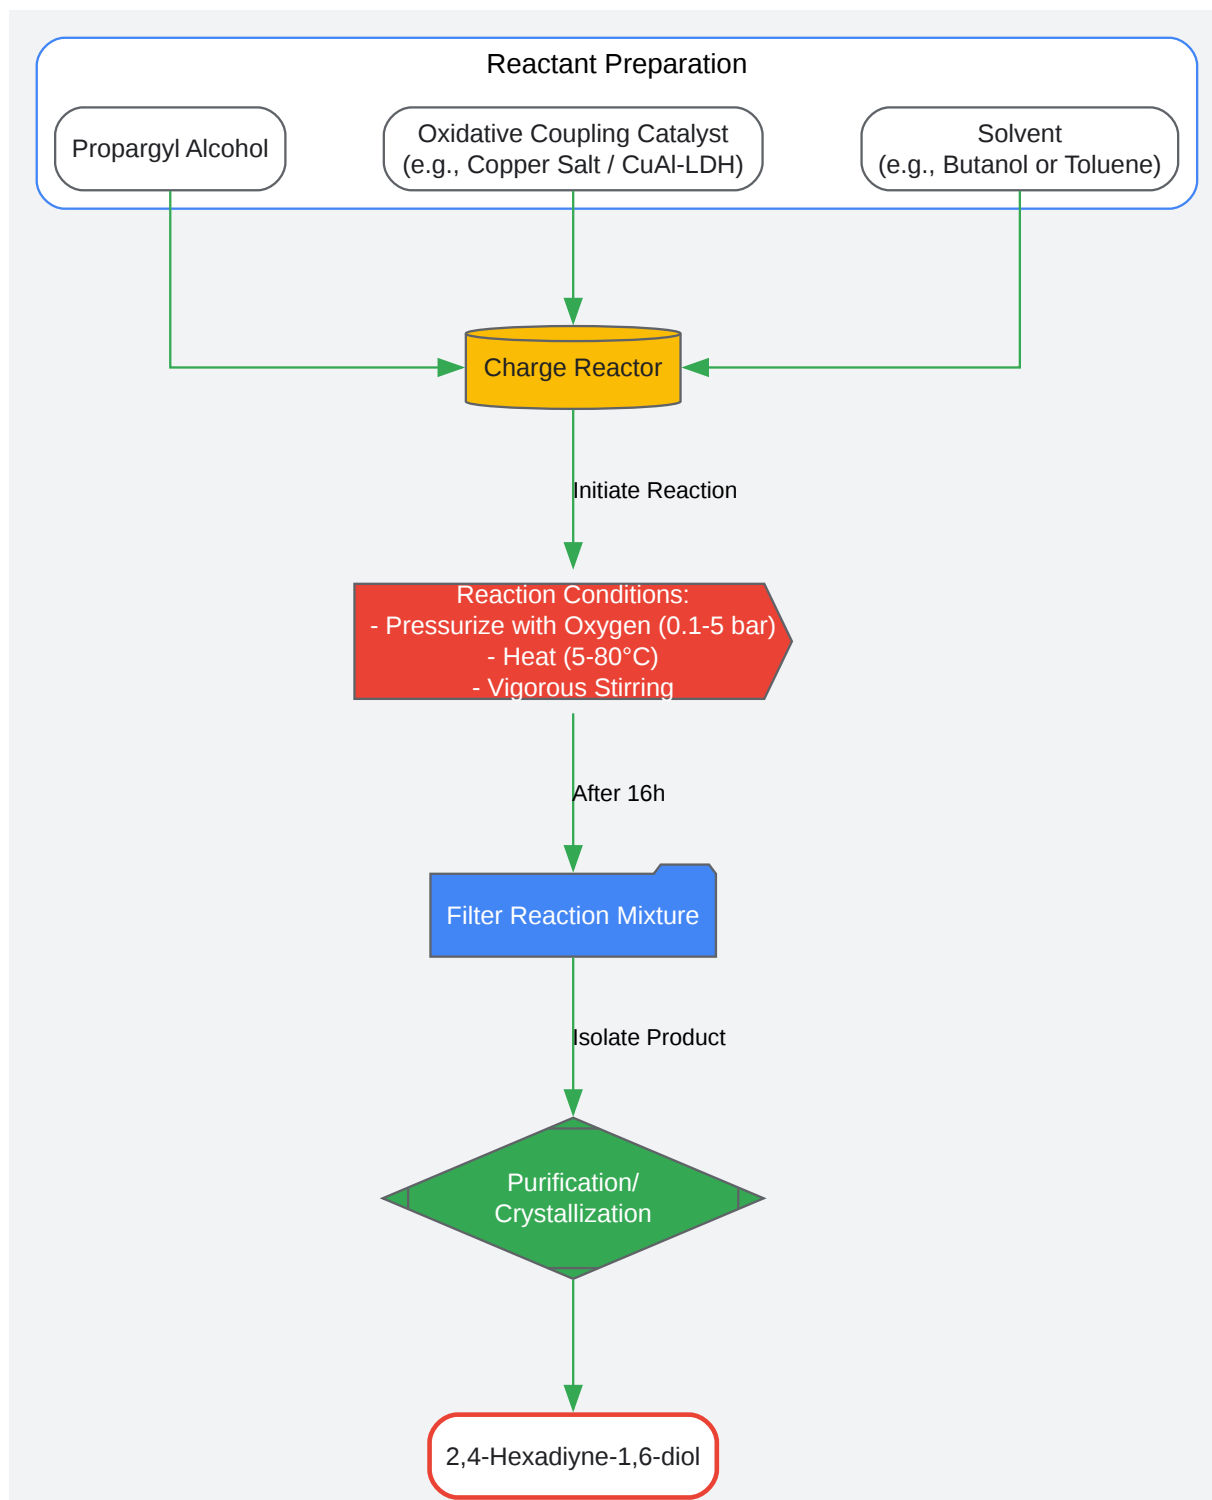 Reactant Preparation
Propargyl Alcohol
Oxidative Coupling Catalyst
(e.g., Copper Salt / CuAl-LDH)
Solvent
(e.g., Butanol or Toluene)
Charge Reactor
Initiate Reaction
Reaction Conditions:
- Pressurize with Oxygen (0.1-5 bar)
- Heat (5-80°C)
- Vigorous Stirring
After 16h
Filter Reaction Mixture
Isolate Product
Purification/
Crystallization
2,4-Hexadiyne-1,6-diol